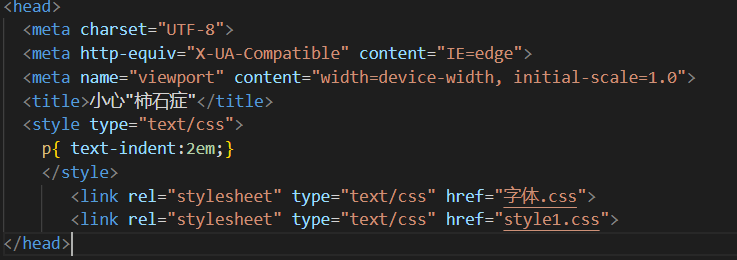 <head>
<meta charset="UTF-8">
<meta http-equiv="X-UA-Compatible" content="IE=edge">
<meta name="viewport" content="width=device-width, initial-scale=1.0">
<title>小心"柿石症"</title>
<style type="text/css">
p{ text-indent:2em;}
</style>
<link rel="stylesheet" type="text/css" href="字体.css">
<link rel="stylesheet" type="text/css" href="style1.css">
</head>